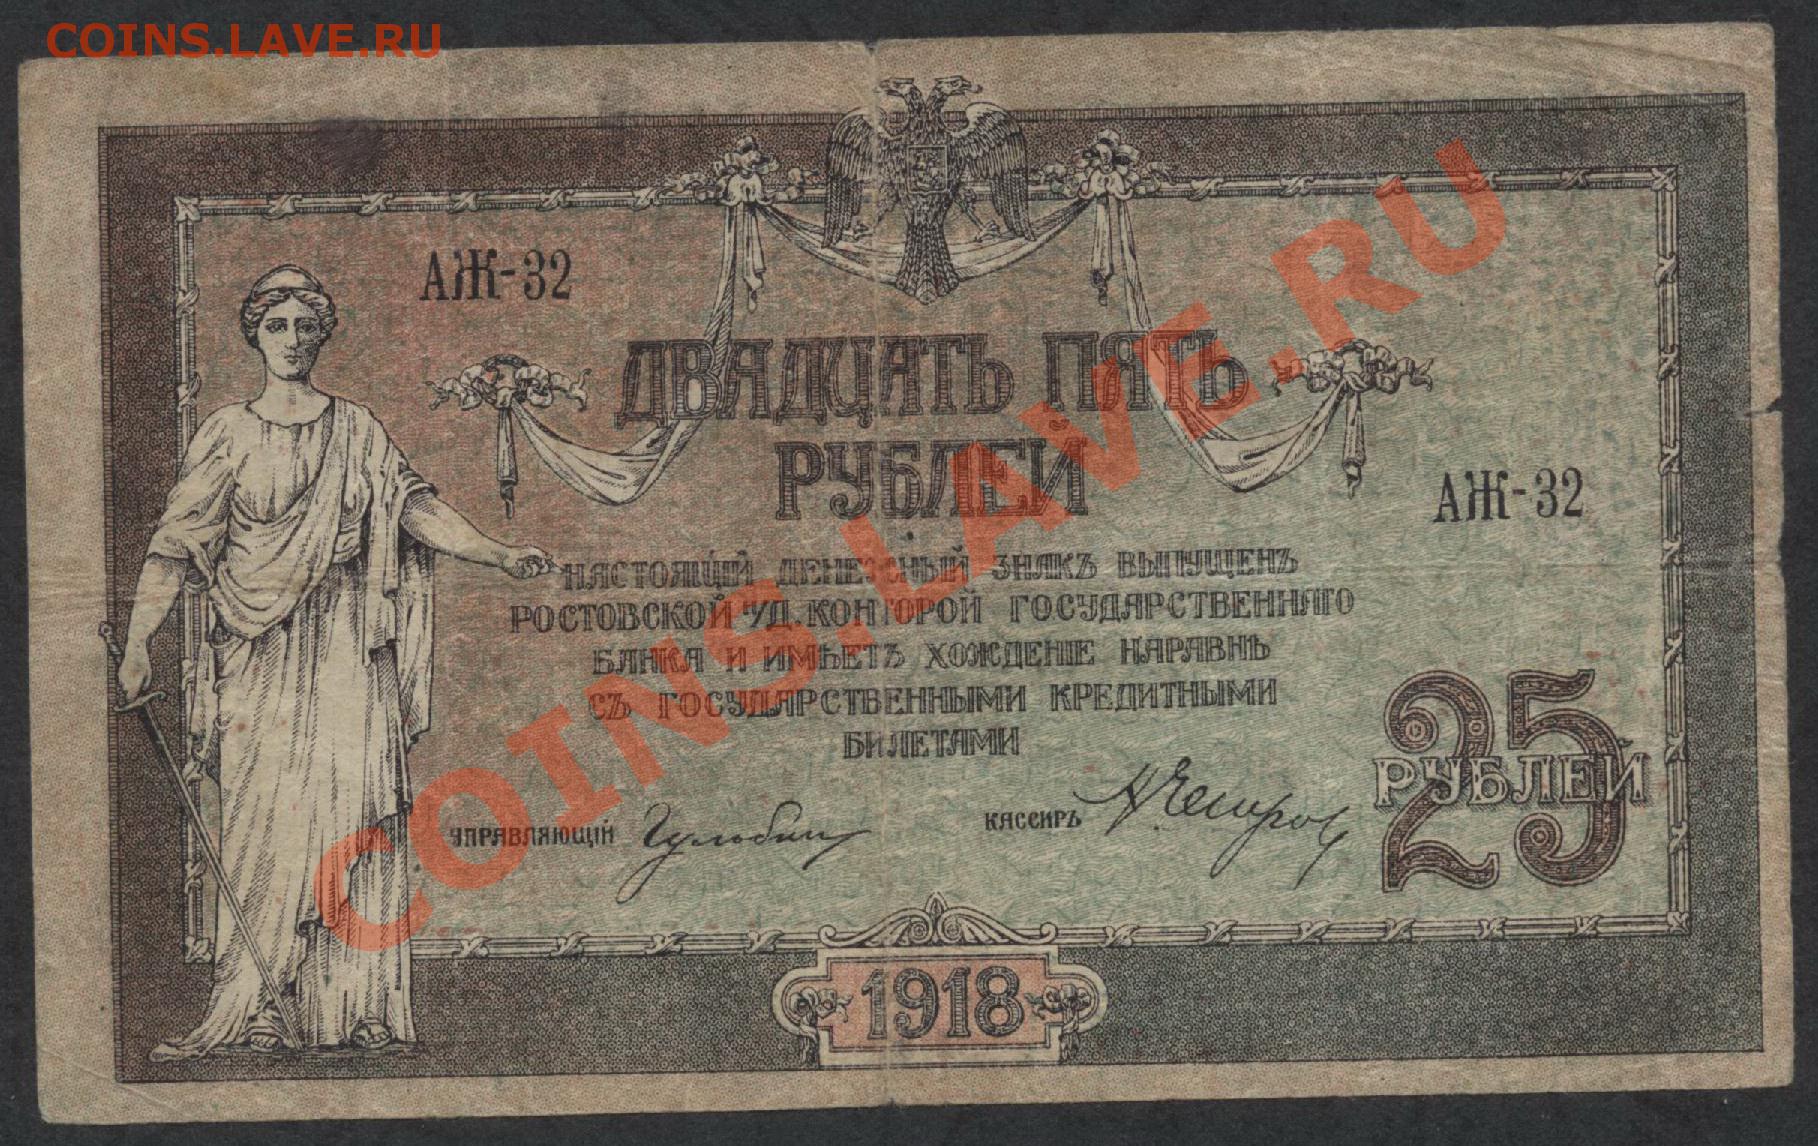 COINS.LAVE.RU
АЖ-32
ДВАДЦАТЬ ПЯТЬ
РУБЛЕЙ
АЖ-32
НАСТОЯЩІЙ ДЕНЕЖНЫЙ ЗНАКЪ ВЫПУЩЕНЪ
РОСТОВСКОЙ УД. КОНТОРОЙ ГОСУДАРСТВЕННАГО
БАНКА И ИМѢЕТЪ ХОЖДЕНІЕ НАРАВНѢ
СЪ ГОСУДАРСТВЕННЫМИ КРЕДИТНЫМИ
БИЛЕТАМИ
25
РУБЛЕЙ
УПРАВЛЯЮЩІЙ
КАССИРЪ
1918
COINS.LAVE.RU